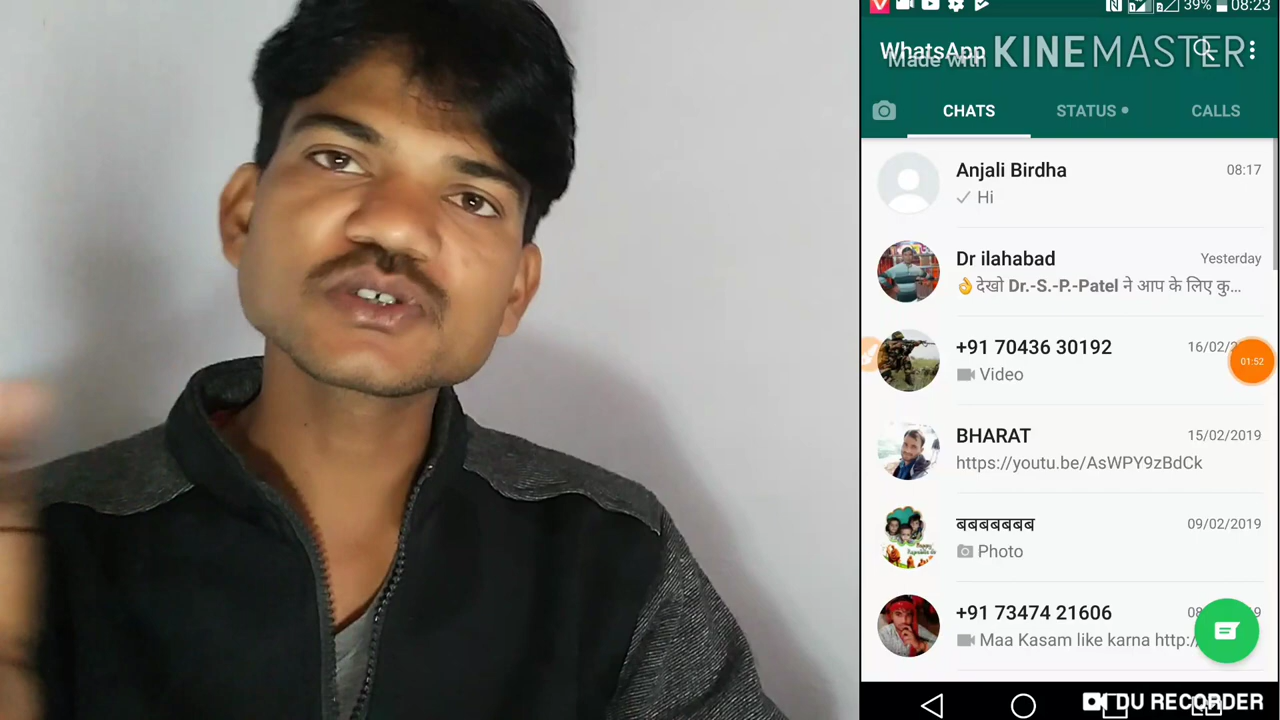 39% 08:23
WhatsApp
Made with KINEMASTER
CHATS STATUS CALLS
Anjali Birdha 08:17
Hi
Dr ilahabad Yesterday
👌देखो Dr.-S.-P.-Patel ने आप के लिए कु...
+91 70436 30192 16/02/2
Video 01:52
BHARAT 15/02/2019
https://youtu.be/AsWPY9zBdCk
बबबबबबब 09/02/2019
Photo
+91 73474 21606
Maa Kasam like karna http:/
DU RECORDER